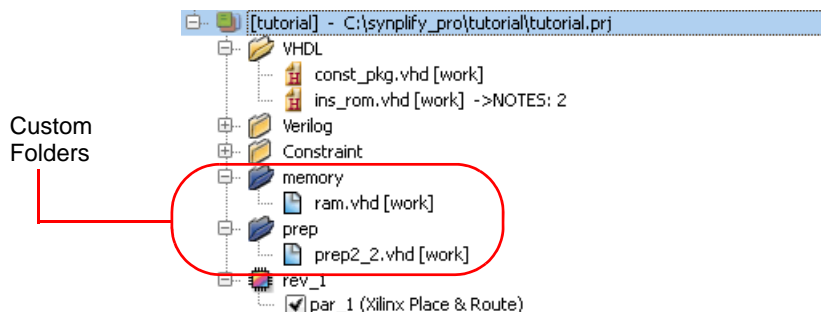 [tutorial] - C:\synplify_pro\tutorial\tutorial.prj
VHDL
const_pkg.vhd [work]
ins_rom.vhd [work] ->NOTES: 2
Custom
Folders
Verilog
Constraint
memory
ram.vhd [work]
prep
prep2_2.vhd [work]
rev_1
par_1 (Xilinx Place & Route)